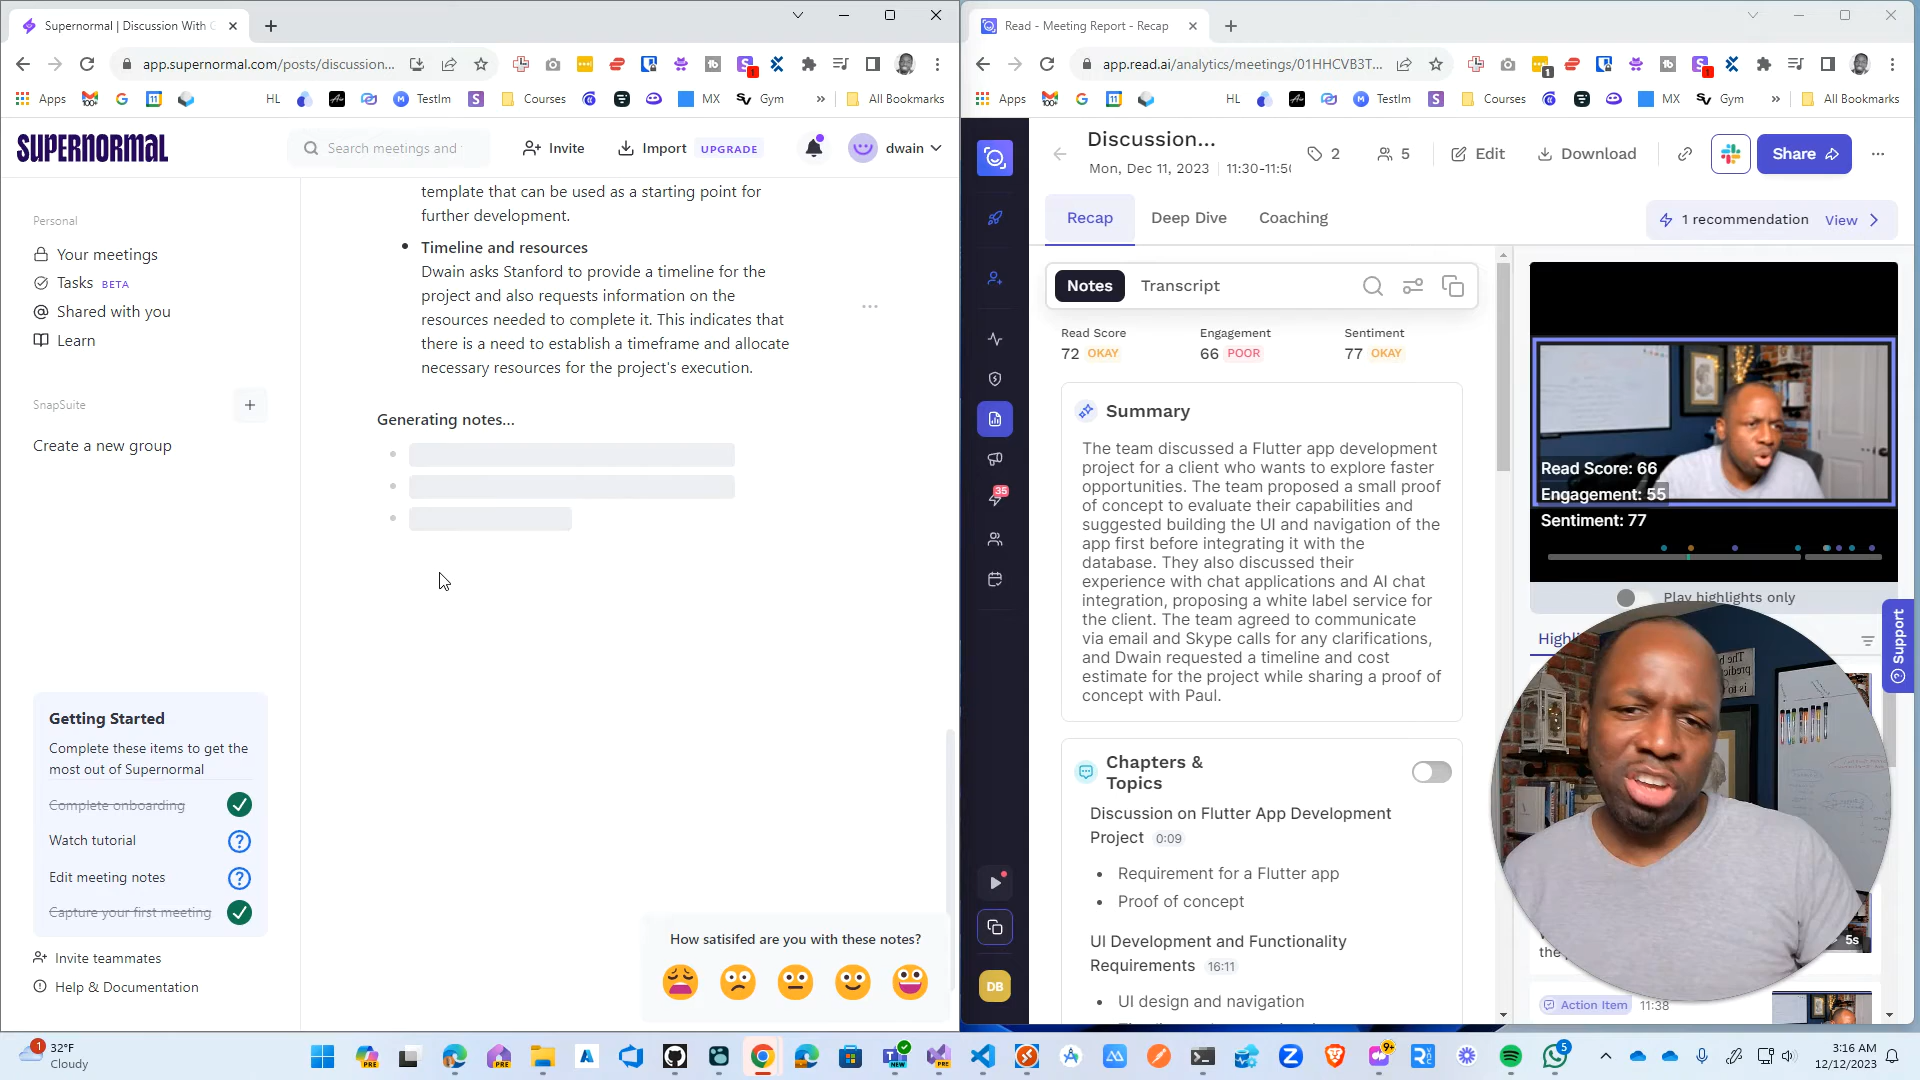 Supernormal | Discussion With
app.supernormal.com/posts/discussion...
Apps
HL
TestIm
Courses
MX
Gym
»
All Bookmarks
SUPERNORMAL
Search meetings and
Invite
Import
UPGRADE
dwain
Personal
Your meetings
Tasks BETA
Shared with you
Learn
SnapSuite
Create a new group
template that can be used as a starting point for
further development.
Timeline and resources
Dwain asks Stanford to provide a timeline for the
project and also requests information on the
resources needed to complete it. This indicates that
there is a need to establish a timeframe and allocate
necessary resources for the project's execution.
Generating notes...
Getting Started
Complete these items to get the
most out of Supernormal
Complete onboarding
Watch tutorial
Edit meeting notes
Capture your first meeting
Invite teammates
Help & Documentation
How satisifed are you with these notes?
Read - Meeting Report - Recap
app.read.ai/analytics/meetings/01HHCVB3T...
Apps
HL
TestIm
Courses
MX
Gym
»
All Bookmarks
35
DB
Discussion...
Mon, Dec 11, 2023
11:30-11:50
2
5
Edit
Download
Share
Recap
Deep Dive
Coaching
1 recommendation
View
Notes
Transcript
Read Score
72 OKAY
Engagement
66 POOR
Sentiment
77 OKAY
Summary
The team discussed a Flutter app development
project for a client who wants to explore faster
opportunities. The team proposed a small proof
of concept to evaluate their capabilities and
suggested building the UI and navigation of the
app first before integrating it with the
database. They also discussed their
experience with chat applications and AI chat
integration, proposing a white label service for
the client. The team agreed to communicate
via email and Skype calls for any clarifications,
and Dwain requested a timeline and cost
estimate for the project while sharing a proof of
concept with Paul.
Chapters &
Topics
Discussion on Flutter App Development
Project 0:09
Requirement for a Flutter app
Proof of concept
UI Development and Functionality
Requirements 16:11
UI design and navigation
Read Score: 66
Engagement: 55
Sentiment: 77
Play highlights only
Support
5s
Action Item
11:38
32°F
Cloudy
3:16 AM
12/12/2023